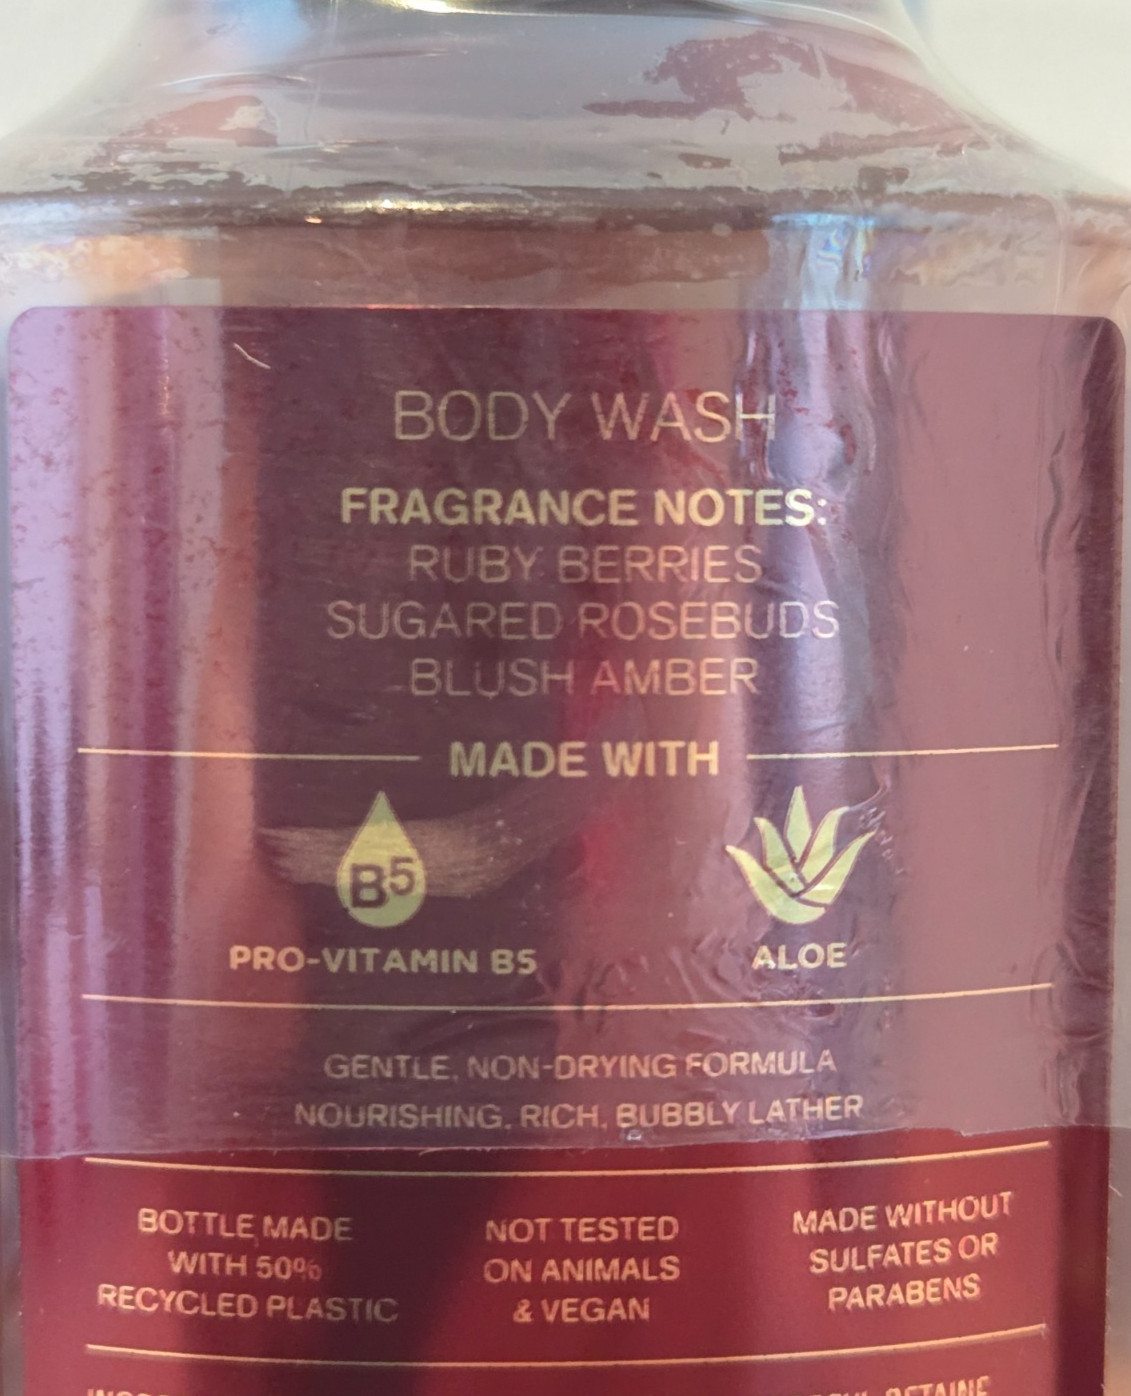 BODY WASH
FRAGRANCE NOTES:
RUBY BERRIES
SUGARED ROSEBUDS
BLUSH AMBER
MADE WITH
B5
PRO-VITAMIN B5
ALOE
GENTLE, NON-DRYING FORMULA
NOURISHING, RICH, BUBBLY LATHER
BOTTLE MADE
WITH 50%
RECYCLED PLASTIC
NOT TESTED
ON ANIMALS
& VEGAN
MADE WITHOUT
SULFATES OR
PARABENS